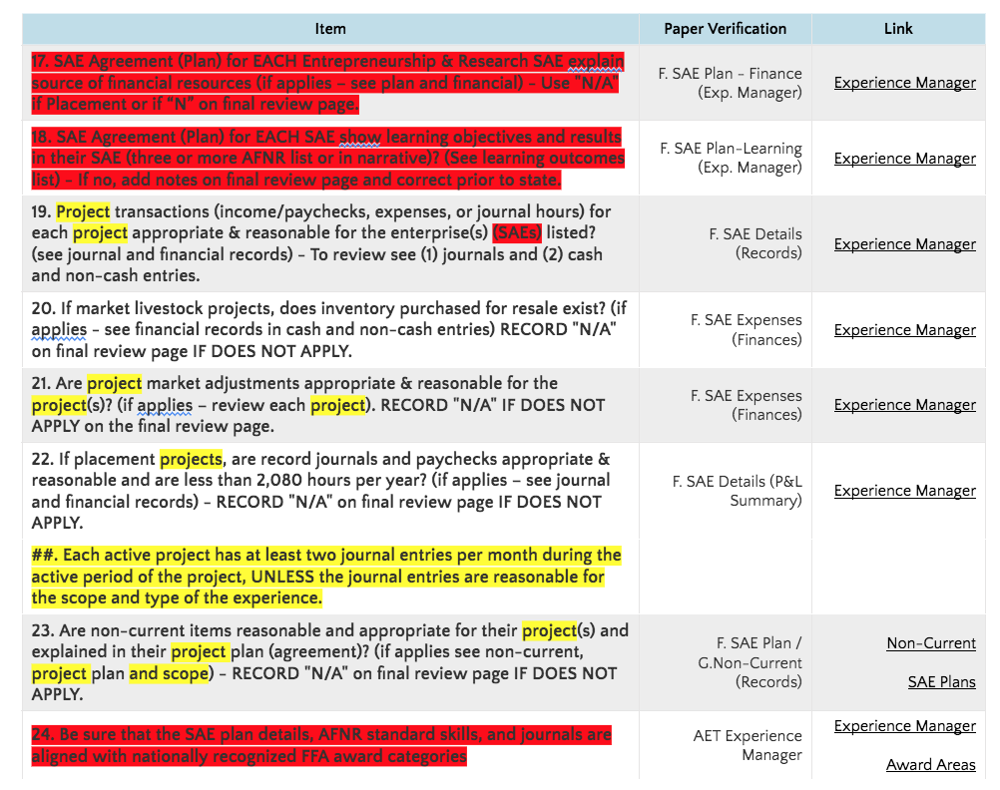 Item Paper Verification Link
17. SAE Agreement (Plan) for EACH Entrepreneurship & Research SAE explain
source of financial resources (if applies – see plan and financial) – Use "N/A"
if Placement or if “N” on final review page.
F. SAE Plan – Finance
(Exp. Manager)
Experience Manager
18. SAE Agreement (Plan) for EACH SAE show learning objectives and results
in their SAE (three or more AFNR list or in narrative)? (See learning outcomes
list) – If no, add notes on final review page and correct prior to state.
F. SAE Plan–Learning
(Exp. Manager)
Experience Manager
19. Project transactions (income/paychecks, expenses, or journal hours) for
each project appropriate & reasonable for the enterprise(s) (SAEs) listed?
(see journal and financial records) – To review see (1) journals and (2) cash
and non-cash entries.
F. SAE Details
(Records)
Experience Manager
20. If market livestock projects, does inventory purchased for resale exist? (if
applies – see financial records in cash and non-cash entries) RECORD "N/A"
on final review page IF DOES NOT APPLY.
F. SAE Expenses
(Finances)
Experience Manager
21. Are project market adjustments appropriate & reasonable for the
project(s)? (if applies – review each project). RECORD "N/A" IF DOES NOT
APPLY on the final review page.
F. SAE Expenses
(Finances)
Experience Manager
22. If placement projects, are record journals and paychecks appropriate &
reasonable and are less than 2,080 hours per year? (if applies – see journal
and financial records) – RECORD "N/A" on final review page IF DOES NOT
APPLY.
F. SAE Details (P&L
Summary)
Experience Manager
##. Each active project has at least two journal entries per month during the
active period of the project, UNLESS the journal entries are reasonable for
the scope and type of the experience.
23. Are non-current items reasonable and appropriate for their project(s) and
explained in their project plan (agreement)? (if applies see non-current,
project plan and scope) – RECORD "N/A" on final review page IF DOES NOT
APPLY.
F. SAE Plan /
G.Non-Current
(Records)
Non-Current
SAE Plans
24. Be sure that the SAE plan details, AFNR standard skills, and journals are
aligned with nationally recognized FFA award categories
AET Experience
Manager
Experience Manager
Award Areas